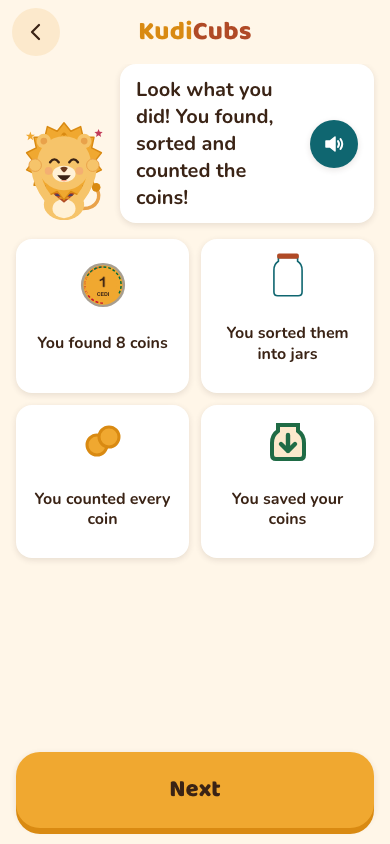 KudiCubs
Look what you
did! You found,
sorted and
counted the
coins!
1
CEDI
You found 8 coins
You sorted them
into jars
You counted every
coin
You saved your
coins
Next